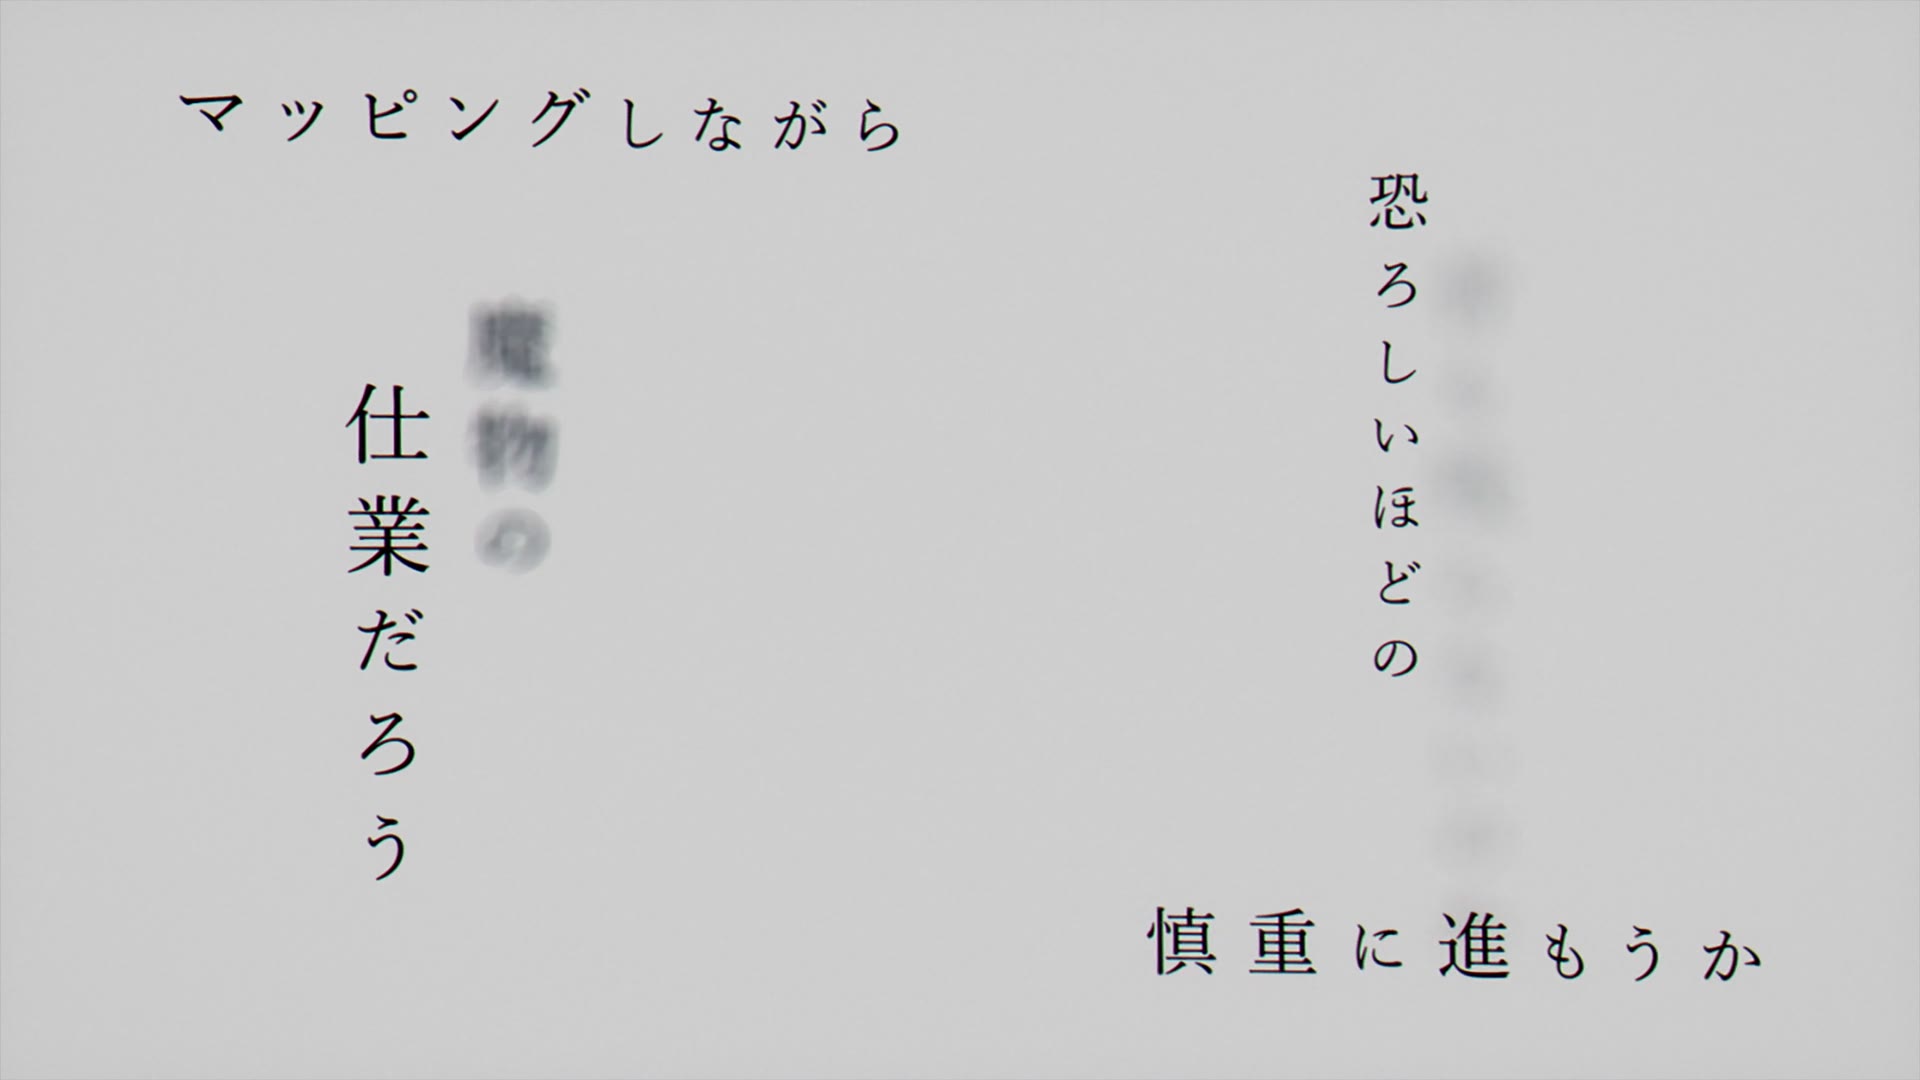 マッピングしながら
魔物の
仕業だろう
恐ろしいほどの
慎重に進もうか